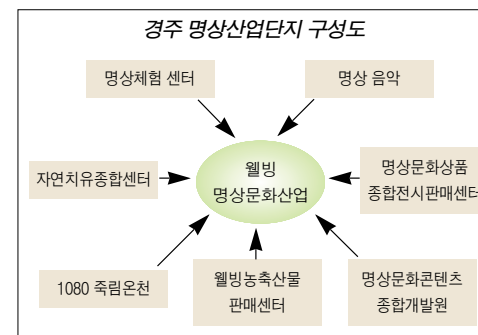 경주 명상산업단지 구성도
명상체험 센터
명상 음악
자연치유종합센터
웰빙
명상문화산업
명상문화상품
종합전시판매센터
1080 죽림온천
웰빙농축산물
판매센터
명상문화콘텐츠
종합개발원